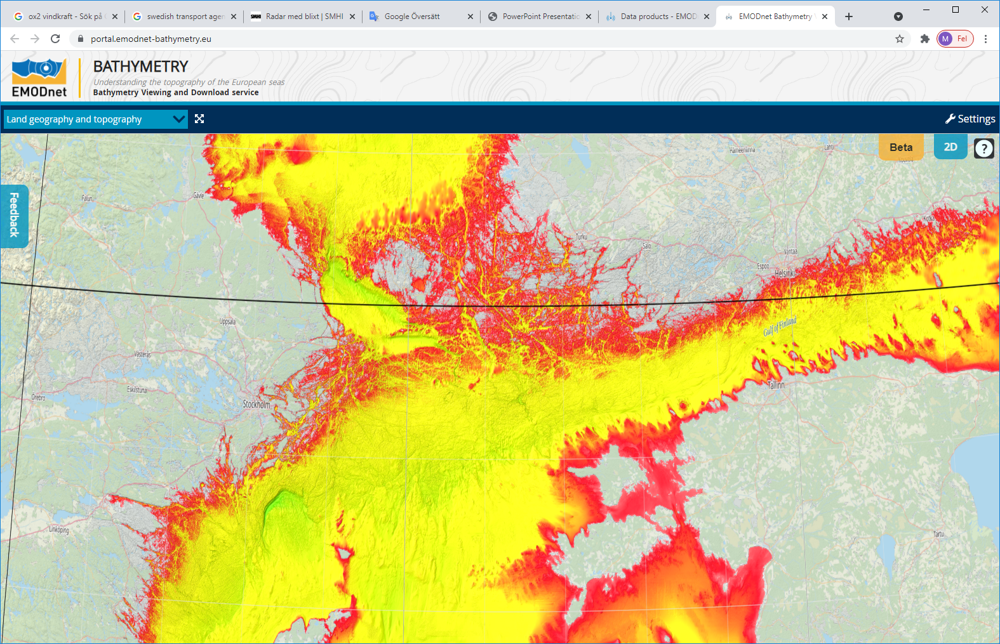 ox2 vindkraft - Sök på
swedish transport agen
SMHI
Radar med blixt | SMHI
Google Översätt
PowerPoint Presentatio
Data products - EMOD
EMODnet Bathymetry
portal.emodnet-bathymetry.eu
M
Fel
EMODnet
BATHYMETRY
Understanding the topography of the European seas
Bathymetry Viewing and Download service
Land geography and topography
Settings
Beta
2D
?
Feedback
Hämeenlinna
Lahti
Falun
Gävle
Kotka
Turku
Salo
Vantaa
Espoo
Helsinki
Uppsala
Gulf of Finland
Västerås
Eskilstuna
Örebro
Stockholm
Tallinn
Linköping
Tartu